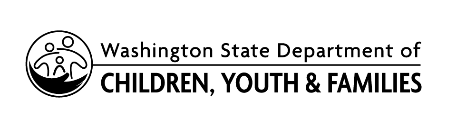 Washington State Department of
CHILDREN, YOUTH & FAMILIES